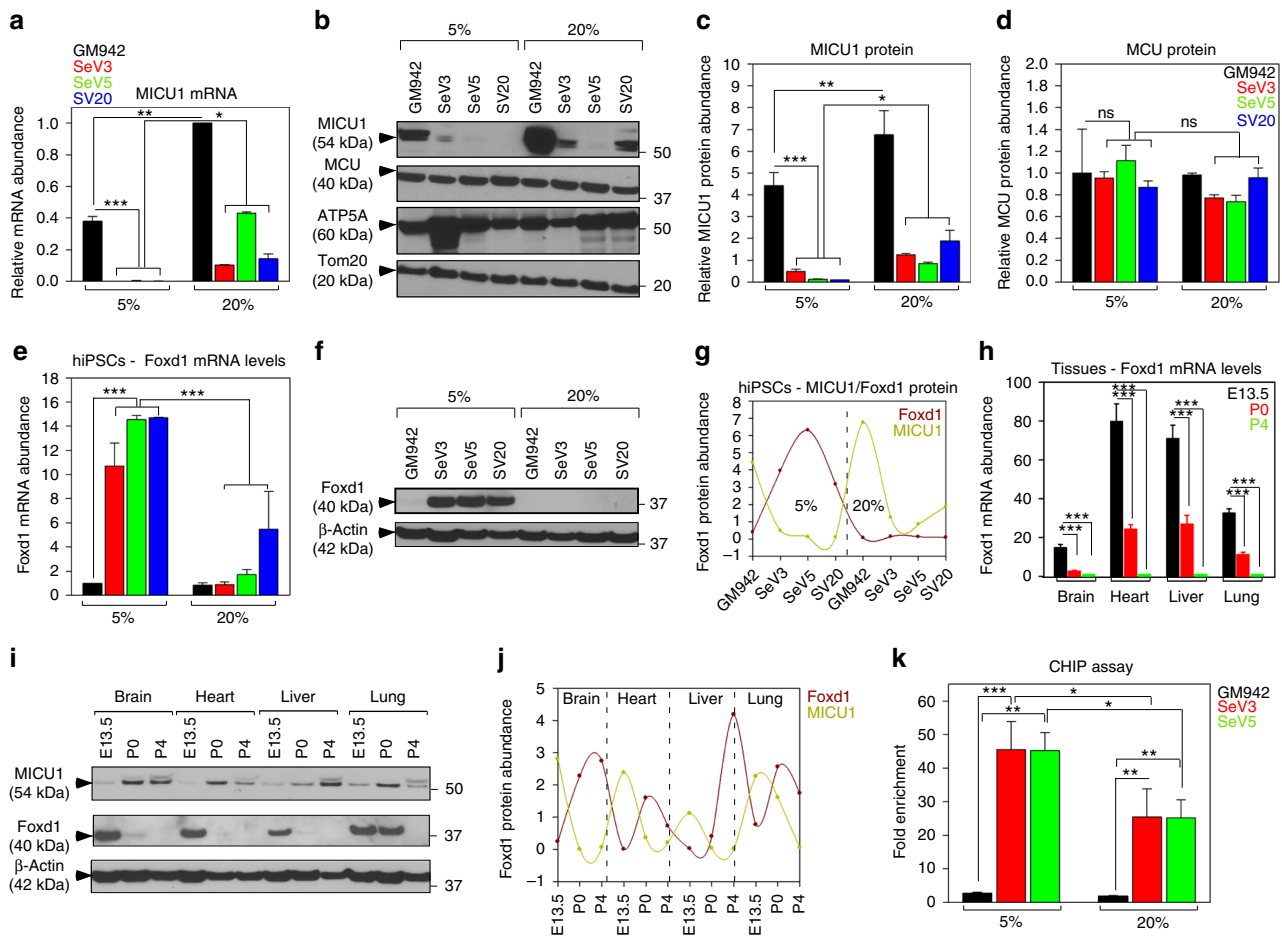 a
GM942
SeV3
SeV5
SV20
MICU1 mRNA
Relative mRNA abundance
1.0
0.8
0.6
0.4
0.2
0.0
**
*
***
5%
20%
b
5%
20%
GM942
SeV3
SeV5
SV20
GM942
SeV3
SeV5
SV20
MICU1
(54 kDa)
50
MCU
(40 kDa)
37
ATP5A
(60 kDa)
50
Tom20
(20 kDa)
20
c
MICU1 protein
Relative MICU1 protein abundance
10
9
8
7
6
5
4
3
2
1
0
**
*
***
5%
20%
d
MCU protein
GM942
SeV3
SeV5
SV20
Relative MCU protein abundance
2.0
1.8
1.6
1.4
1.2
1.0
0.8
0.6
0.4
0.2
0.0
ns
ns
5%
20%
e
hiPSCs - Foxd1 mRNA levels
Foxd1 mRNA abundance
18
16
14
12
10
8
6
4
2
0
***
***
5%
20%
f
5%
20%
GM942
SeV3
SeV5
SV20
GM942
SeV3
SeV5
SV20
Foxd1
(40 kDa)
37
β-Actin
(42 kDa)
37
g
hiPSCs - MICU1/Foxd1 protein
Foxd1
MICU1
Foxd1 protein abundance
8
7
6
5
4
3
2
1
0
−1
5%
20%
GM942
SeV3
SeV5
SV20
GM942
SeV3
SeV5
SV20
h
Tissues - Foxd1 mRNA levels
E13.5
P0
P4
Foxd1 mRNA abundance
100
80
60
40
20
0
***
***
***
***
***
***
***
***
Brain
Heart
Liver
Lung
i
Brain
Heart
Liver
Lung
E13.5
P0
P4
E13.5
P0
P4
E13.5
P0
P4
E13.5
P0
P4
MICU1
(54 kDa)
50
Foxd1
(40 kDa)
37
β-Actin
(42 kDa)
37
j
Foxd1
MICU1
Foxd1 protein abundance
5
4
3
2
1
0
−1
Brain
Heart
Liver
Lung
E13.5
P0
P4
E13.5
P0
P4
E13.5
P0
P4
E13.5
P0
P4
k
CHIP assay
GM942
SeV3
SeV5
Fold enrichment
60
50
40
30
20
10
0
***
**
*
*
**
**
5%
20%